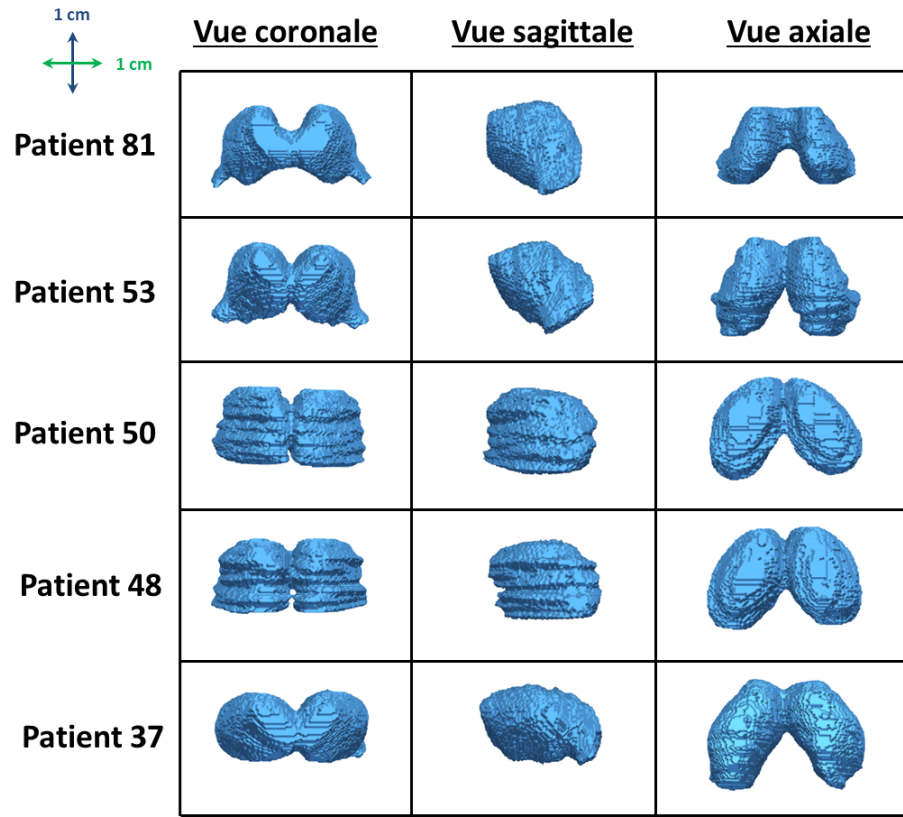 1 cm
1 cm
Vue coronale
Vue sagittale
Vue axiale
Patient 81
Patient 53
Patient 50
Patient 48
Patient 37